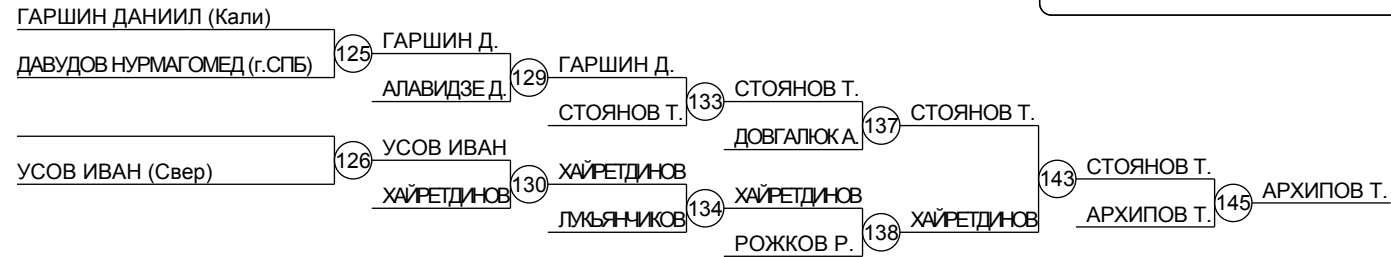 ГАРШИН ДАНИИЛ (Кали)
ДАВУДОВ НУРМАГОМЕД (г.СПБ)
125
ГАРШИН Д.
АЛАВИДЗЕ Д.
129
ГАРШИН Д.
СТОЯНОВ Т.
133
СТОЯНОВ Т.
ДОВГАЛЮК А.
137
СТОЯНОВ Т.
УСОВ ИВАН (Свер)
126
УСОВ ИВАН
ХАЙРЕТДИНОВ
130
ХАЙРЕТДИНОВ
ЛУКЬЯНЧИКОВ
134
ХАЙРЕТДИНОВ
РОЖКОВ Р.
138
ХАЙРЕТДИНОВ
143
СТОЯНОВ Т.
АРХИПОВ Т.
145
АРХИПОВ Т.